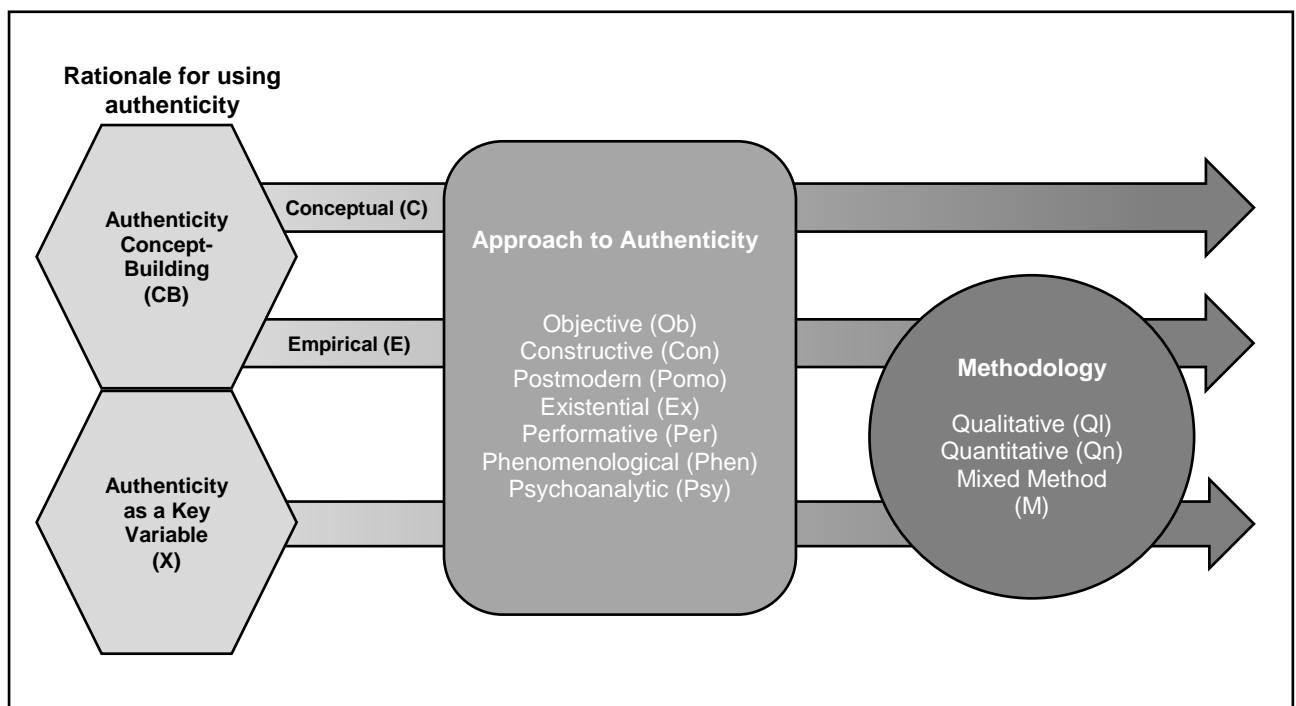 Rationale for using
authenticity
Authenticity
Concept-
Building
(CB)
Conceptual (C)
Empirical (E)
Authenticity
as a Key
Variable
(X)
Approach to Authenticity
Objective (Ob)
Constructive (Con)
Postmodern (Pomo)
Existential (Ex)
Performative (Per)
Phenomenological (Phen)
Psychoanalytic (Psy)
Methodology
Qualitative (Ql)
Quantitative (Qn)
Mixed Method
(M)